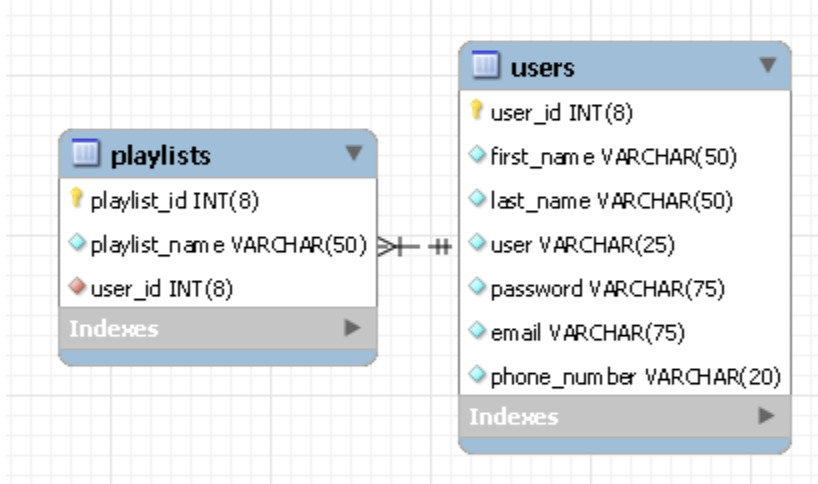 playlists
playlist_id INT(8)
playlist_name VARCHAR(50)
user_id INT(8)
Indexes
users
user_id INT(8)
first_name VARCHAR(50)
last_name VARCHAR(50)
user VARCHAR(25)
password VARCHAR(75)
email VARCHAR(75)
phone_number VARCHAR(20)
Indexes